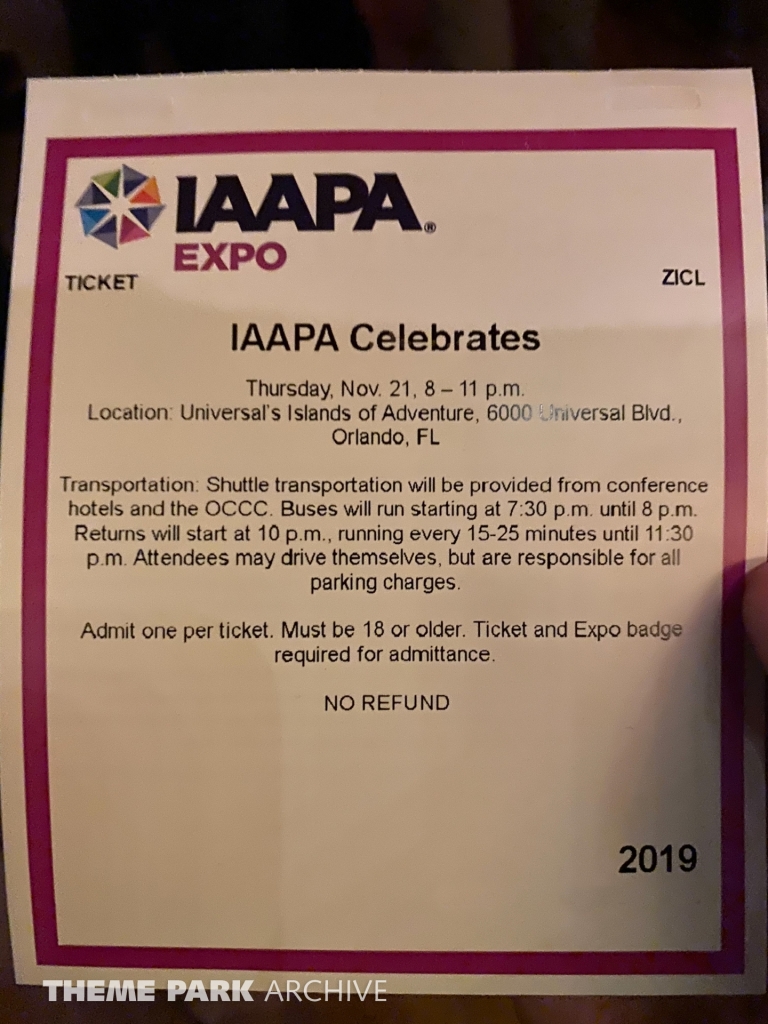 IAAPA®
EXPO
TICKET ZICL
IAAPA Celebrates
Thursday, Nov. 21, 8 – 11 p.m.
Location: Universal's Islands of Adventure, 6000 Universal Blvd.,
Orlando, FL
Transportation: Shuttle transportation will be provided from conference
hotels and the OCCC. Buses will run starting at 7:30 p.m. until 8 p.m.
Returns will start at 10 p.m., running every 15-25 minutes until 11:30
p.m. Attendees may drive themselves, but are responsible for all
parking charges.
Admit one per ticket. Must be 18 or older. Ticket and Expo badge
required for admittance.
NO REFUND
2019
THEME PARK ARCHIVE